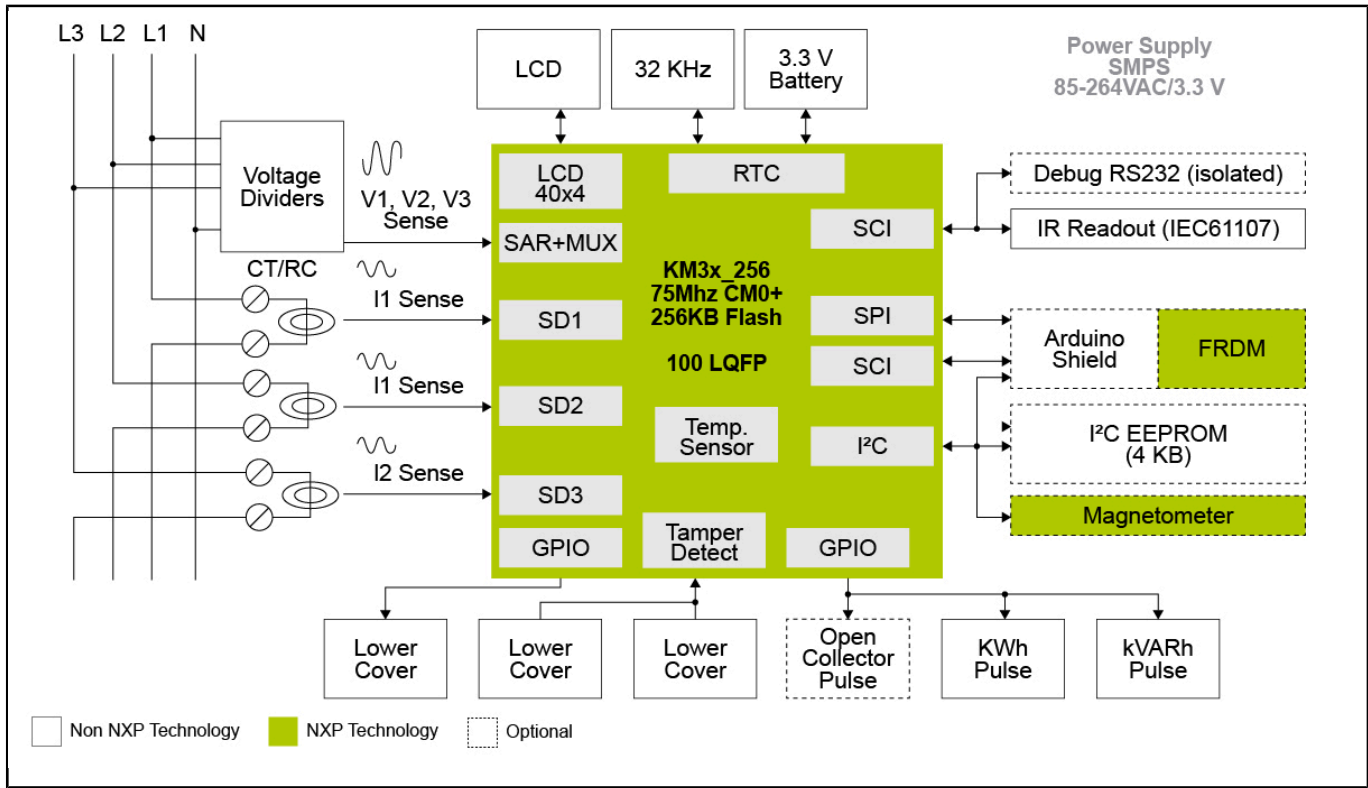 L3 L2 L1 N
LCD
32 KHz
3.3 V
Battery
Power Supply
SMPS
85-264VAC/3.3 V
Voltage
Dividers
V1, V2, V3
Sense
CT/RC
I1 Sense
I1 Sense
I2 Sense
LCD
40x4
SAR+MUX
SD1
SD2
SD3
GPIO
RTC
KM3x_256
75Mhz CM0+
256KB Flash
100 LQFP
Temp.
Sensor
Tamper
Detect
SCI
SPI
SCI
I²C
GPIO
Debug RS232 (isolated)
IR Readout (IEC61107)
Arduino
Shield
FRDM
I²C EEPROM
(4 KB)
Magnetometer
Lower
Cover
Lower
Cover
Lower
Cover
Open
Collector
Pulse
KWh
Pulse
kVARh
Pulse
Non NXP Technology
NXP Technology
Optional